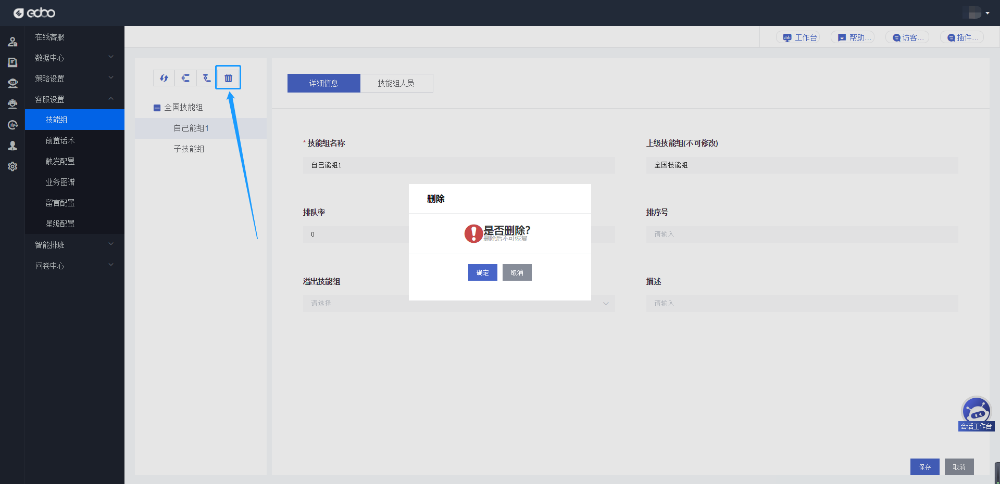 edbo
工作台
帮助...
访客...
插件...
在线客服
数据中心
策略设置
客服设置
技能组
前置话术
触发配置
业务图谱
留言配置
星级配置
智能排班
问卷中心
全国技能组
自己能组1
子技能组
详细信息
技能组人员
* 技能组名称
自己能组1
上级技能组(不可修改)
全国技能组
排队率
0
排序号
请输入
溢出技能组
请选择
描述
请输入
删除
是否删除?
删除后不可恢复
确定
取消
会话工作台
保存
取消